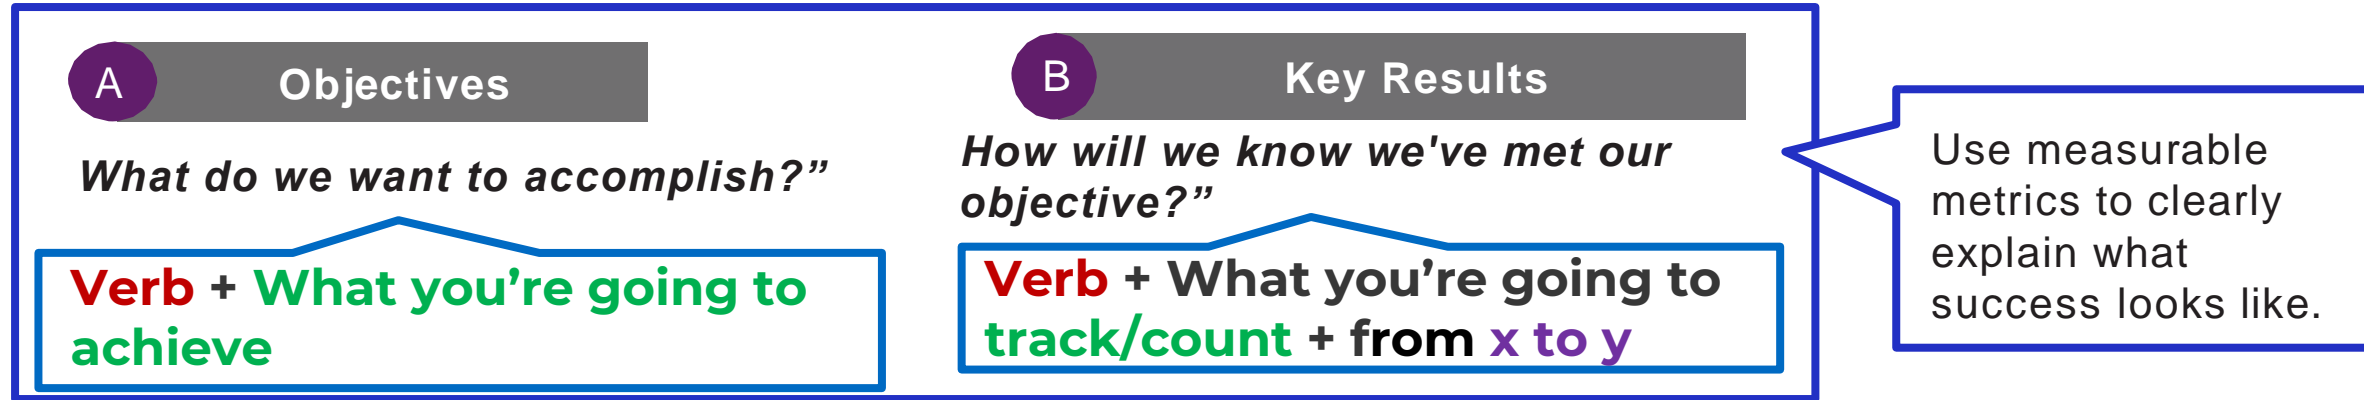 A
Objectives
What do we want to accomplish?”
Verb + What you’re going to
achieve
B
Key Results
How will we know we've met our
objective?”
Verb + What you’re going to
track/count + from x to y
Use measurable
metrics to clearly
explain what
success looks like.